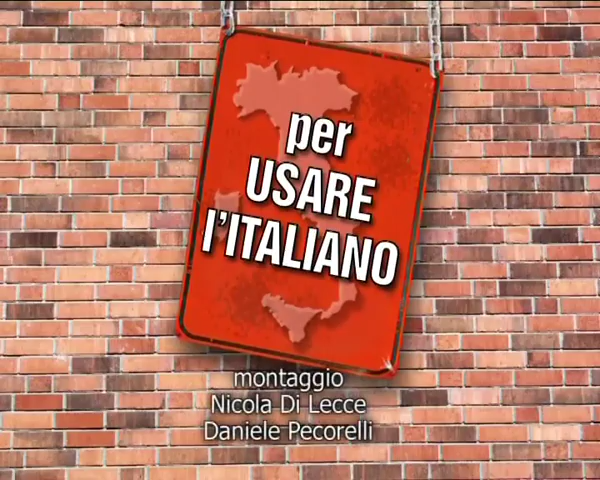 per
USARE
l'ITALIANO
montaggio
Nicola Di Lecce
Daniele Pecorelli